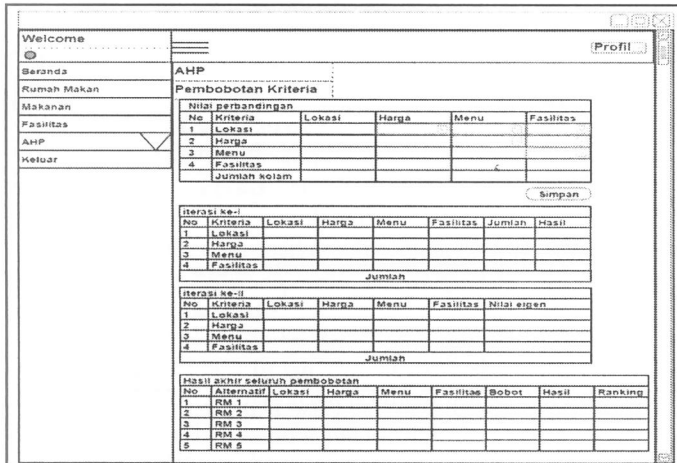 Welcome
Profil
Beranda
Rumah Makan
Makanan
Fasilitas
AHP
Keluar
AHP
Pembobotan Kriteria
Nilai perbandingan
No Kriteria Lokasi Harga Menu Fasilitas
1 Lokasi
2 Harga
3 Menu
4 Fasilitas
Jumlah kolam
Simpan
iterasi ke-I
No Kriteria Lokasi Harga Menu Fasilitas Jumlah Hasil
1 Lokasi
2 Harga
3 Menu
4 Fasilitas
Jumlah
iterasi ke-II
No Kriteria Lokasi Harga Menu Fasilitas Nilai eigen
1 Lokasi
2 Harga
3 Menu
4 Fasilitas
Jumlah
Hasil akhir seluruh pembobotan
No Alternatif Lokasi Harga Menu Fasilitas Bobot Hasil Ranking
1 RM 1
2 RM 2
3 RM 3
4 RM 4
5 RM 5